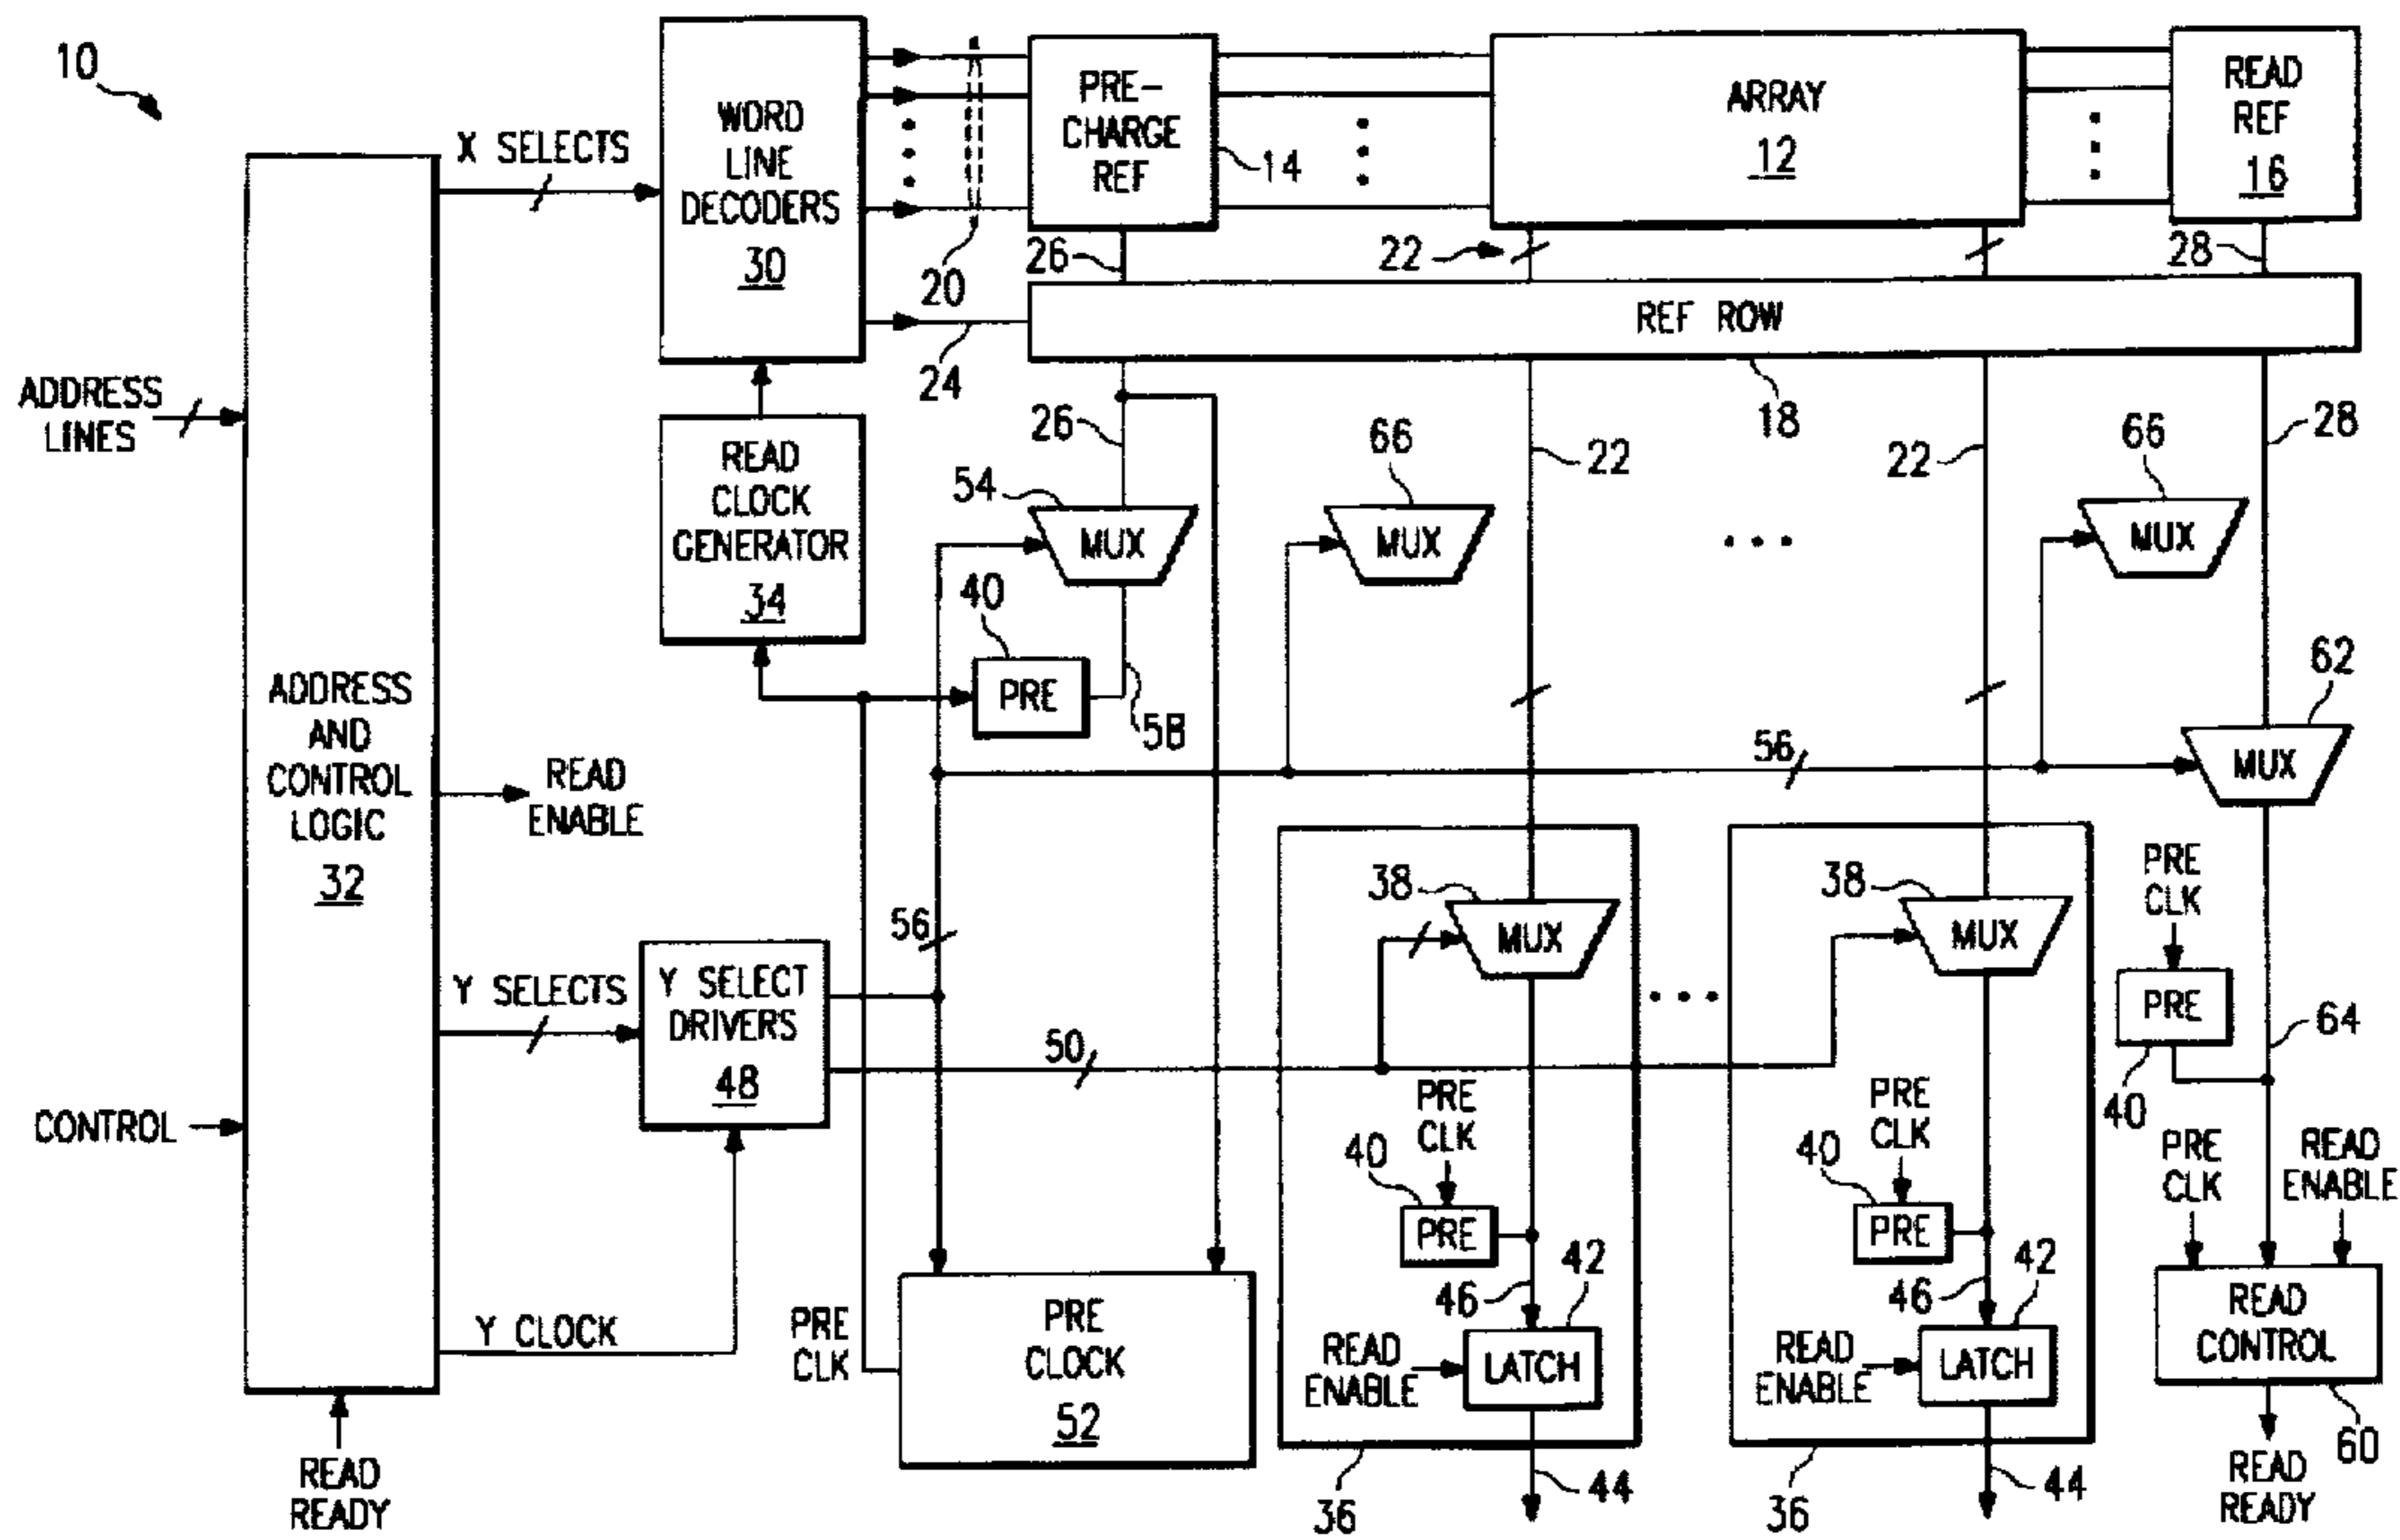 10
X SELECTS
WORD
LINE
DECODERS
30
20
24
PRE-
CHARGE
REF
14
ARRAY
12
READ
REF
16
26
22
28
REF ROW
18
ADDRESS
LINES
READ
CLOCK
GENERATOR
34
26
54
MUX
66
MUX
22
22
66
MUX
28
40
PRE
58
56
62
MUX
ADDRESS
AND
CONTROL
LOGIC
32
READ
ENABLE
56
Y SELECTS
Y SELECT
DRIVERS
48
50
38
MUX
38
MUX
PRE
CLK
PRE
40
64
CONTROL
PRE
CLK
40
PRE
46
42
READ
ENABLE
LATCH
36
44
PRE
CLK
40
PRE
46
42
READ
ENABLE
LATCH
36
44
PRE
CLK
READ
ENABLE
READ
CONTROL
60
READ
READY
Y CLOCK
PRE
CLK
PRE
CLOCK
52
READ
READY